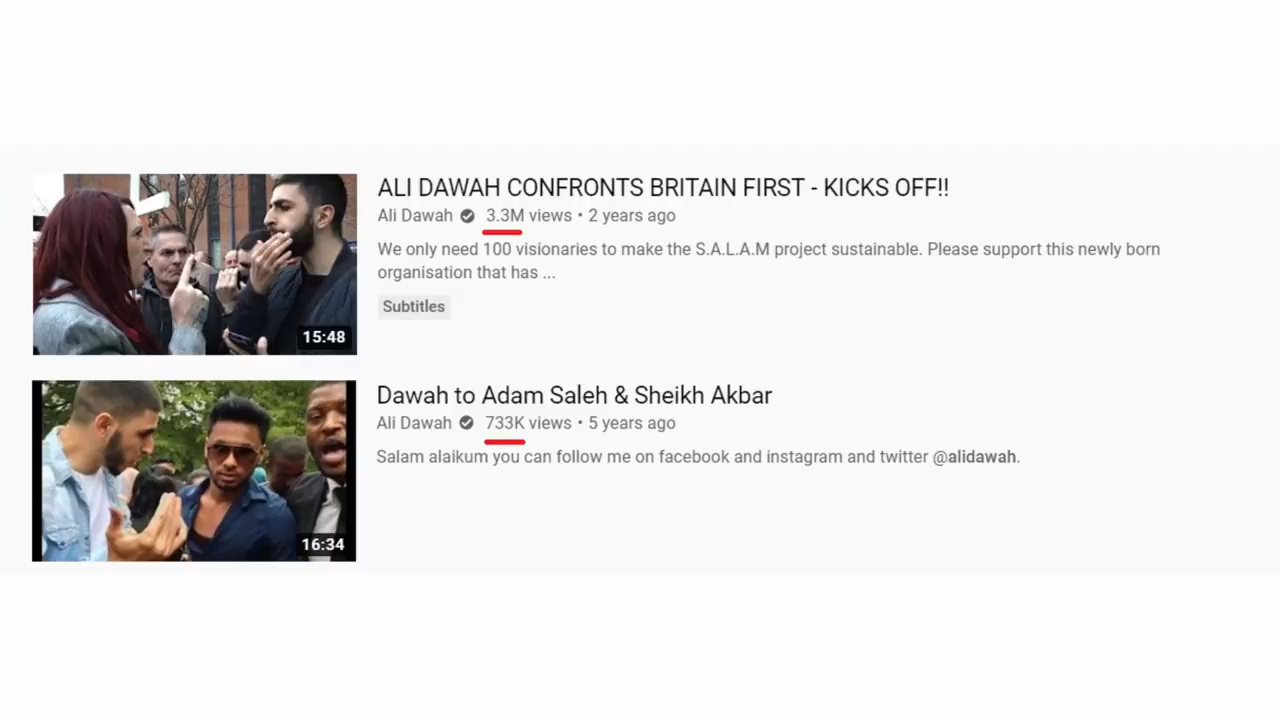 ALI DAWAH CONFRONTS BRITAIN FIRST - KICKS OFF!!
Ali Dawah 3.3M views • 2 years ago
We only need 100 visionaries to make the S.A.L.A.M project sustainable. Please support this newly born
organisation that has ...
Subtitles
15:48
Dawah to Adam Saleh & Sheikh Akbar
Ali Dawah 733K views • 5 years ago
Salam alaikum you can follow me on facebook and instagram and twitter @alidawah.
16:34